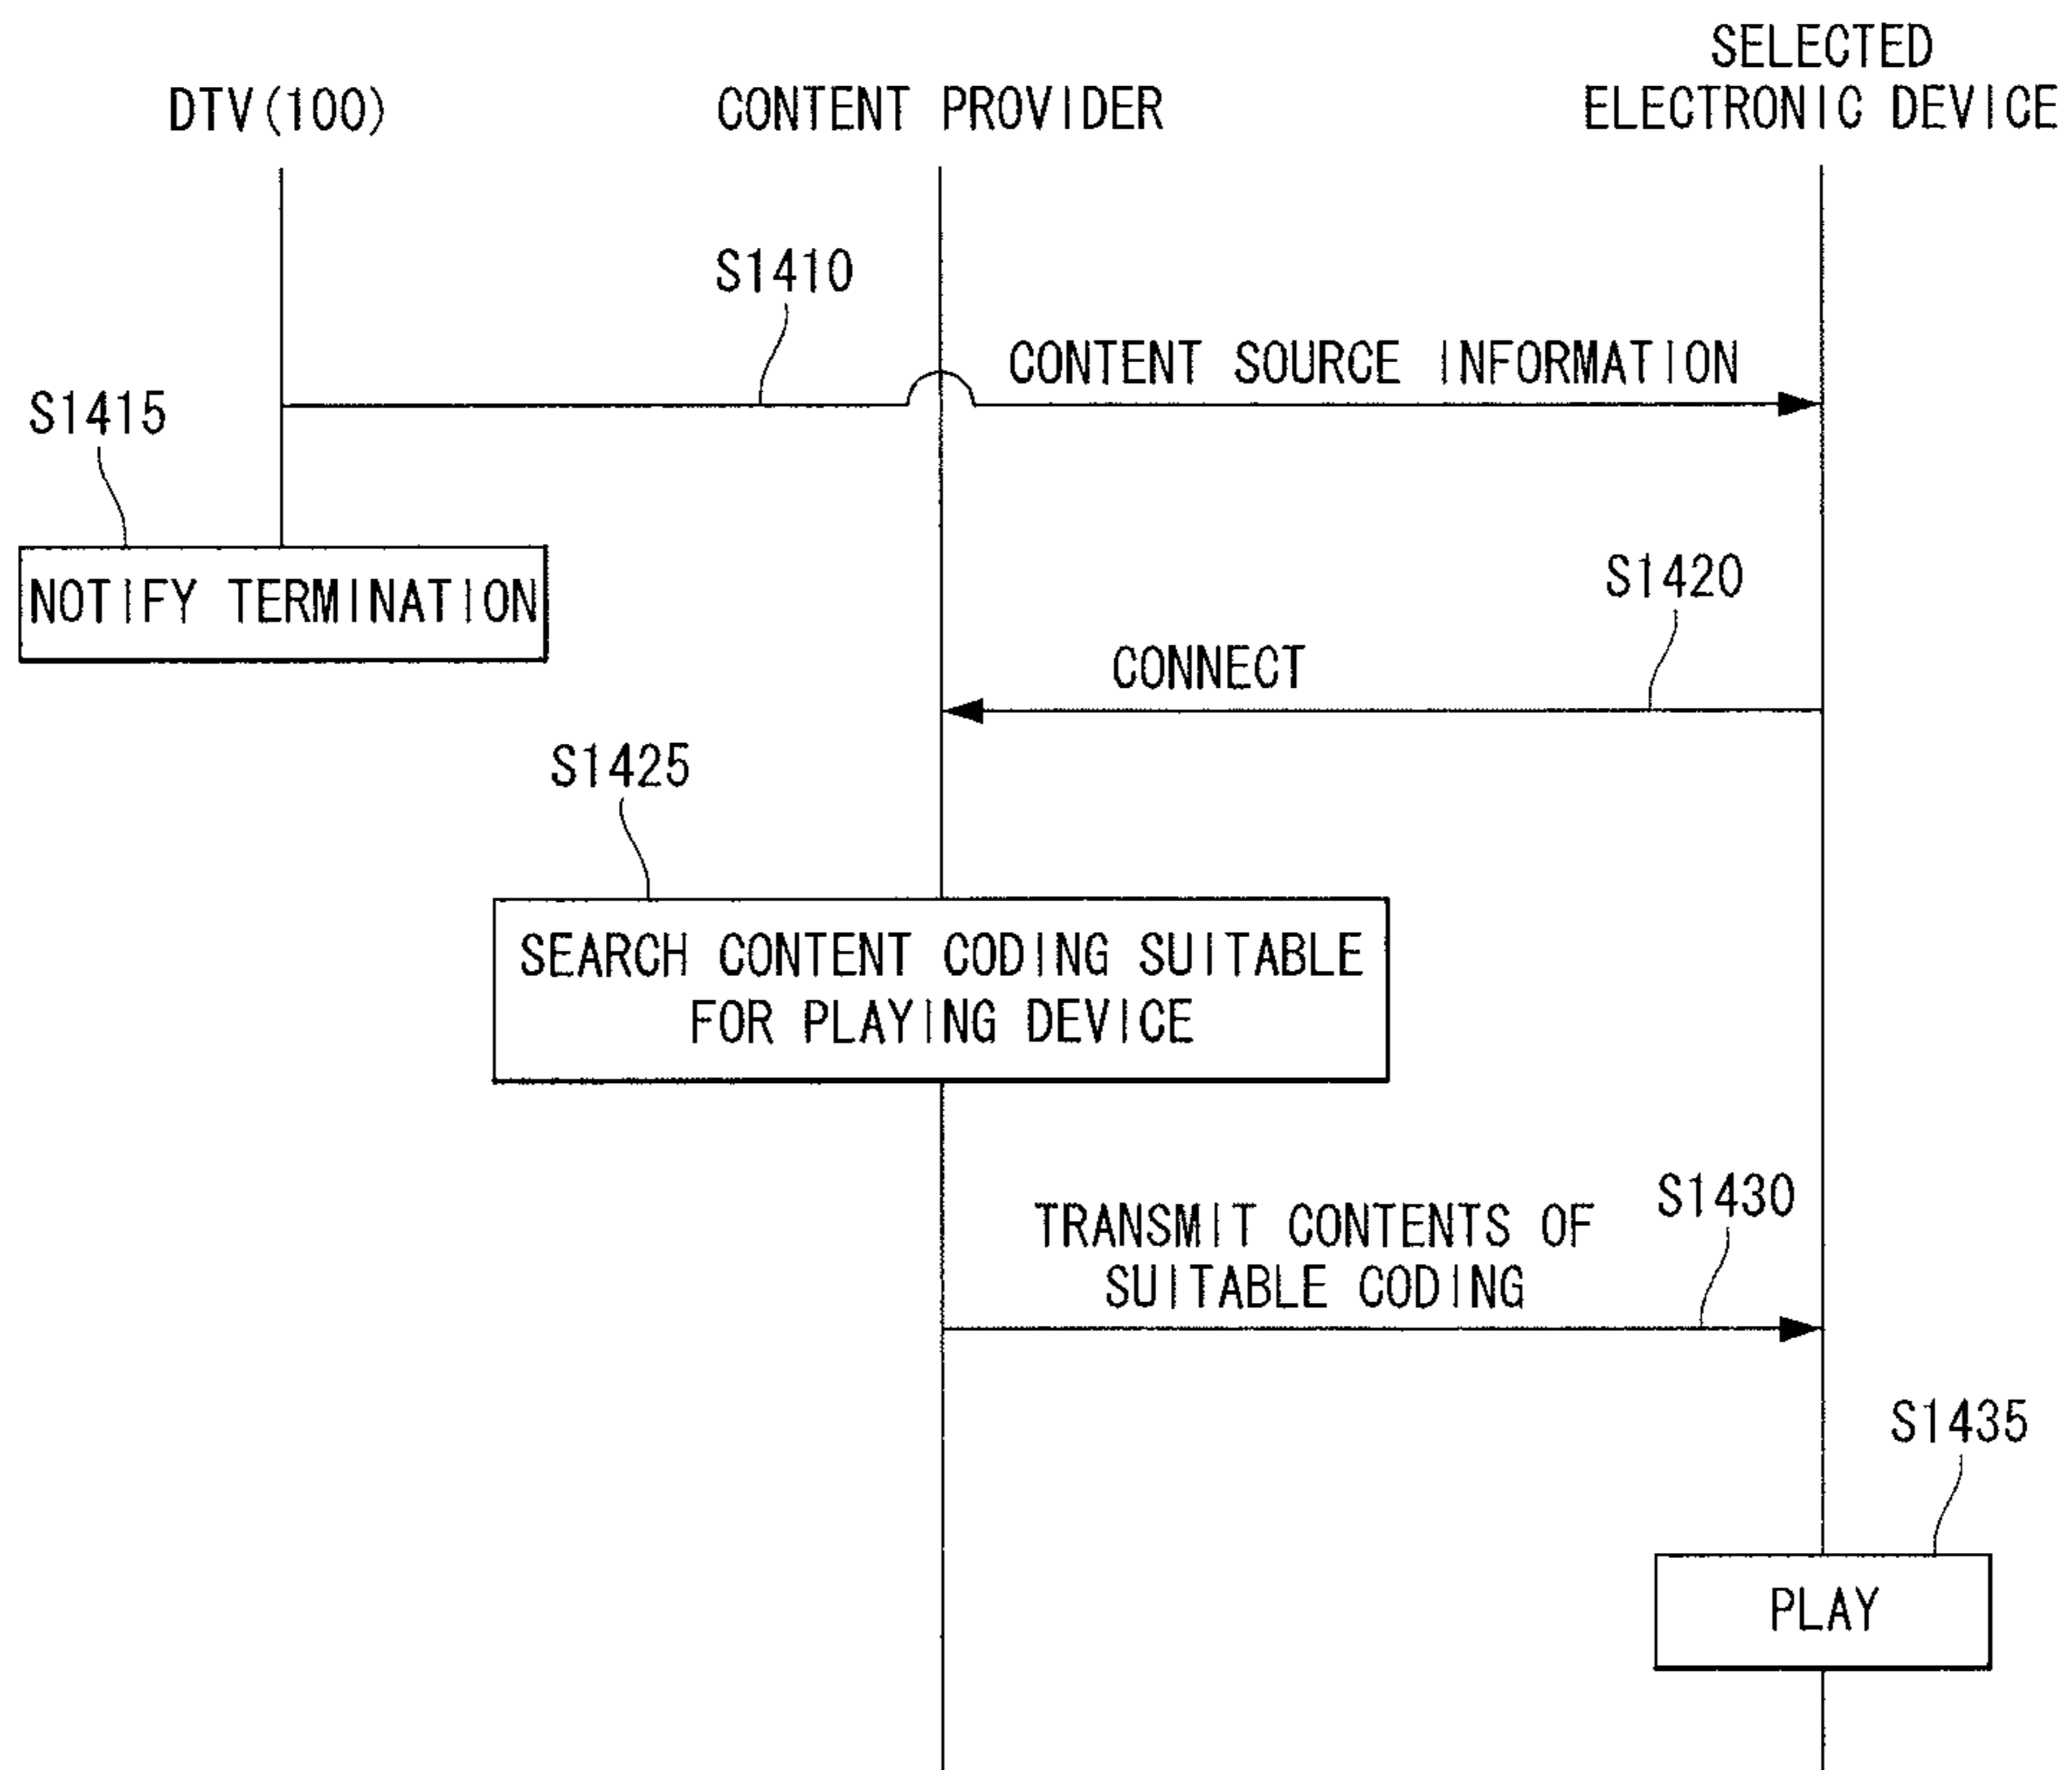 SELECTED
DTV(100)
CONTENT PROVIDER
ELECTRONIC DEVICE
S1410
CONTENT SOURCE INFORMATION
S1415
NOTIFY TERMINATION
S1420
CONNECT
S1425
SEARCH CONTENT CODING SUITABLE
FOR PLAYING DEVICE
S1430
TRANSMIT CONTENTS OF
SUITABLE CODING
S1435
PLAY